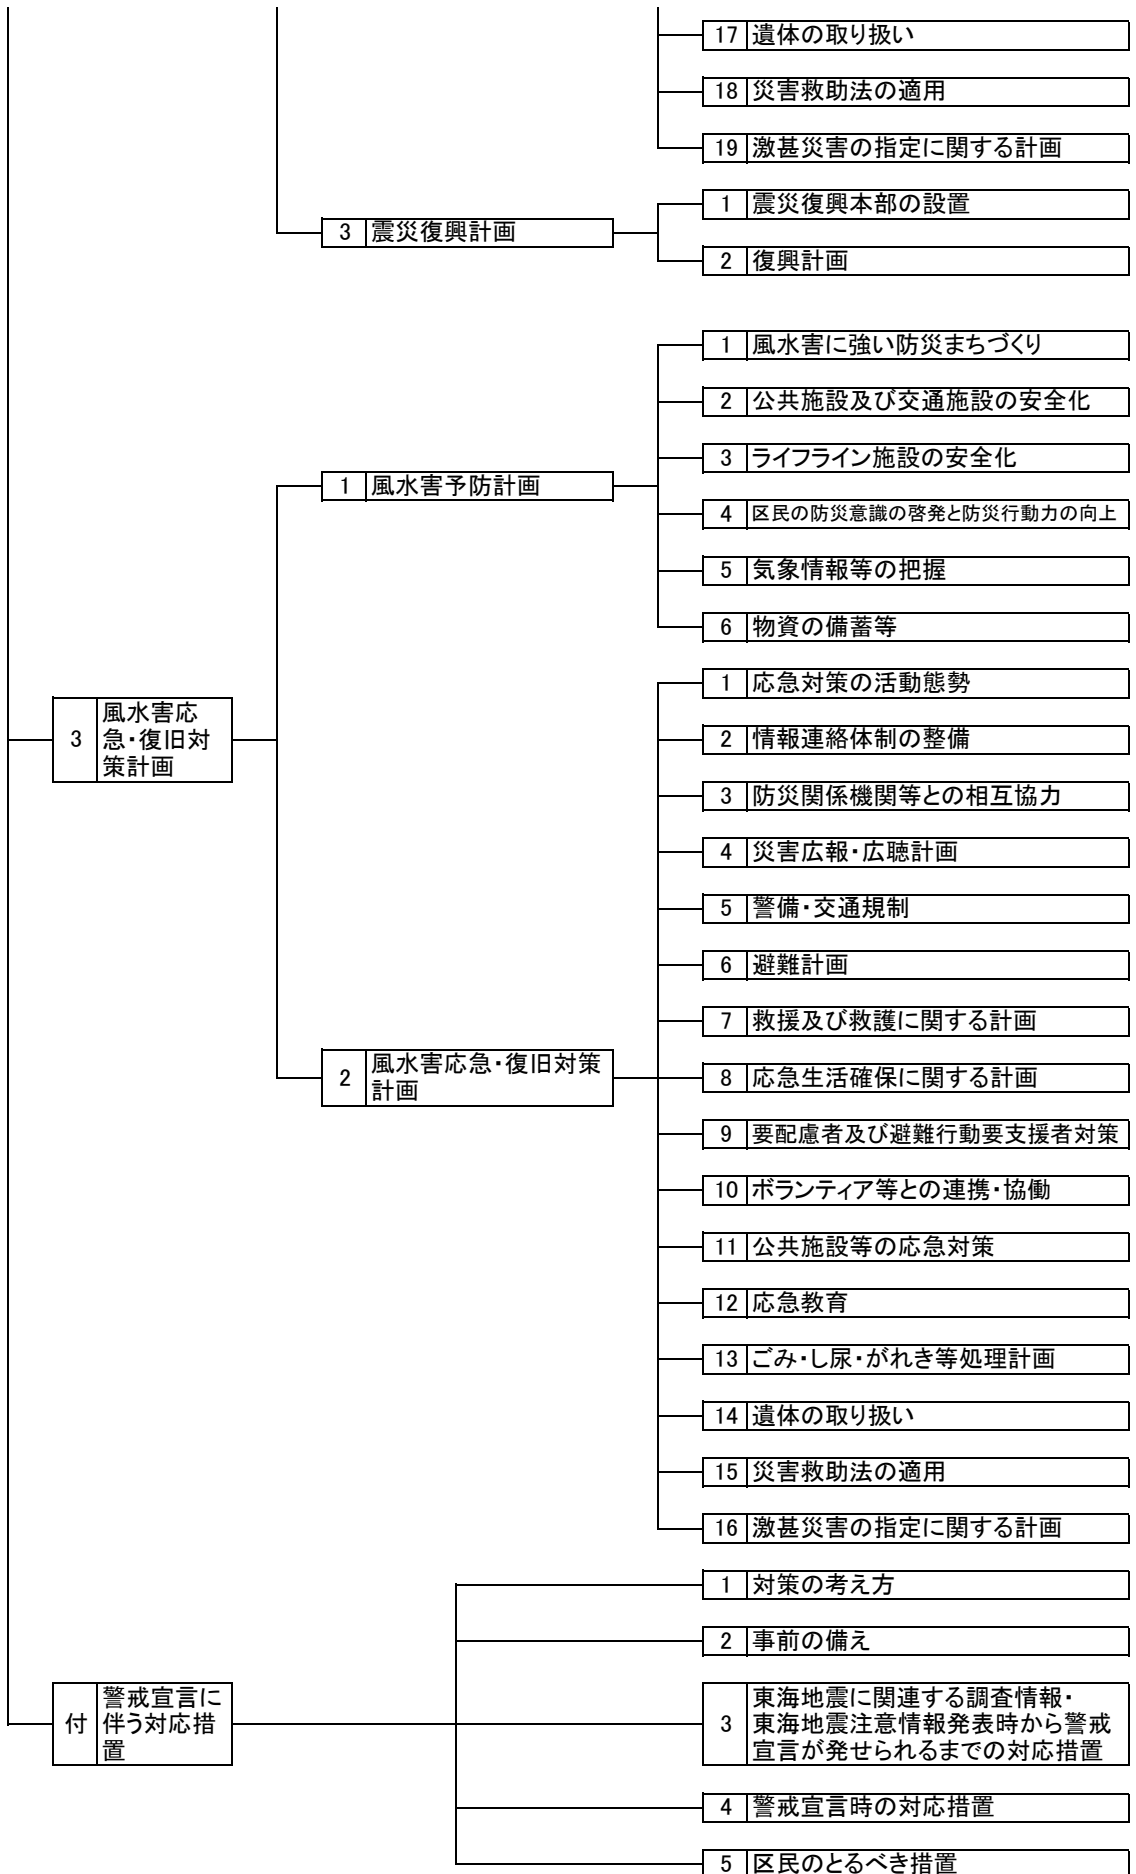 17 遺体の取り扱い
18 災害救助法の適用
19 激甚災害の指定に関する計画
3 震災復興計画
1 震災復興本部の設置
2 復興計画
3 風水害応
急・復旧対
策計画
1 風水害予防計画
1 風水害に強い防災まちづくり
2 公共施設及び交通施設の安全化
3 ライフライン施設の安全化
4 区民の防災意識の啓発と防災行動力の向上
5 気象情報等の把握
6 物資の備蓄等
2 風水害応急・復旧対策
計画
1 応急対策の活動態勢
2 情報連絡体制の整備
3 防災関係機関等との相互協力
4 災害広報・広聴計画
5 警備・交通規制
6 避難計画
7 救援及び救護に関する計画
8 応急生活確保に関する計画
9 要配慮者及び避難行動要支援者対策
10 ボランティア等との連携・協働
11 公共施設等の応急対策
12 応急教育
13 ごみ・し尿・がれき等処理計画
14 遺体の取り扱い
15 災害救助法の適用
16 激甚災害の指定に関する計画
付 警戒宣言に
伴う対応措
置
1 対策の考え方
2 事前の備え
3 東海地震に関連する調査情報・
東海地震注意情報発表時から警戒
宣言が発せられるまでの対応措置
4 警戒宣言時の対応措置
5 区民のとるべき措置